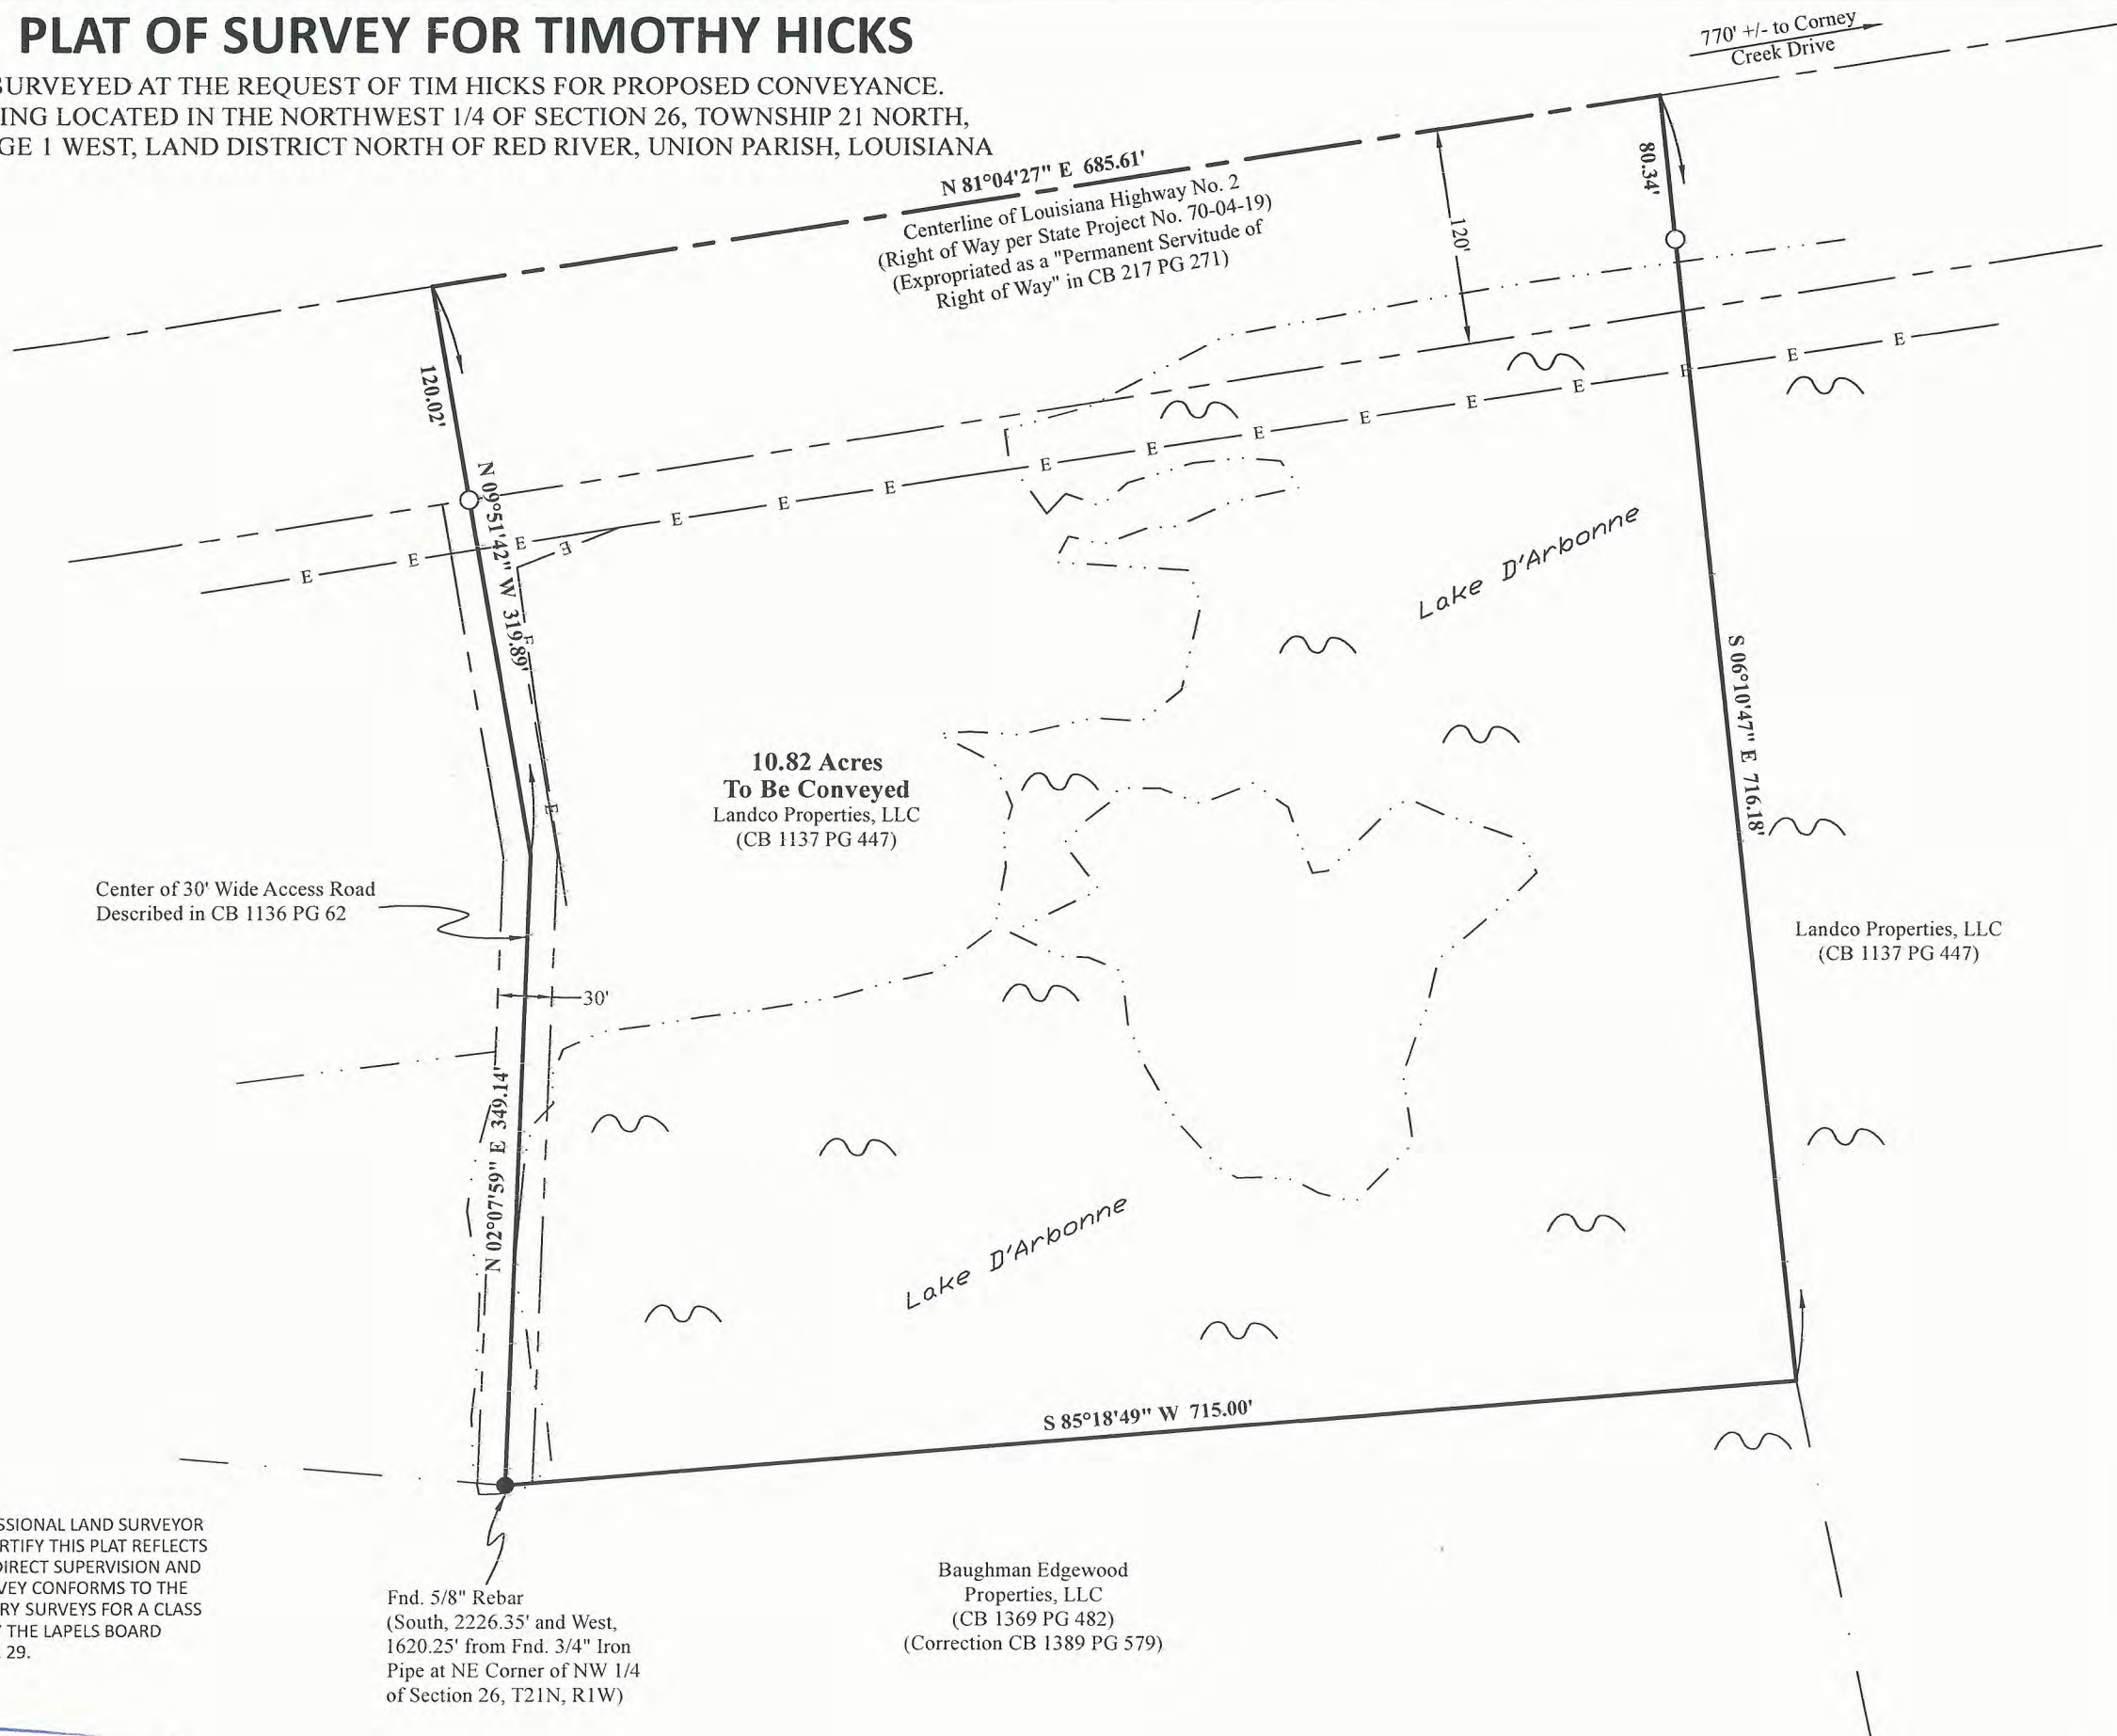 PLAT OF SURVEY FOR TIMOTHY HICKS
SURVEYED AT THE REQUEST OF TIM HICKS FOR PROPOSED CONVEYANCE.
ING LOCATED IN THE NORTHWEST 1/4 OF SECTION 26, TOWNSHIP 21 NORTH,
GE 1 WEST, LAND DISTRICT NORTH OF RED RIVER, UNION PARISH, LOUISIANA
770' +/- to Corney
Creek Drive
N 81°04'27" E 685.61'
Centerline of Louisiana Highway No. 2
(Right of Way per State Project No. 70-04-19)
(Expropriated as a "Permanent Servitude of
Right of Way" in CB 217 PG 271)
120'
80.34'
120.02'
N 09°51'42" W 319.89'
E E E E E E E E E E E E E E E
E
E
E
Lake D'Arbonne
S 06°10'47" E 716.18'
10.82 Acres
To Be Conveyed
Landco Properties, LLC
(CB 1137 PG 447)
Center of 30' Wide Access Road
Described in CB 1136 PG 62
Landco Properties, LLC
(CB 1137 PG 447)
30'
N 02°07'59" E 349.14'
Lake D'Arbonne
S 85°18'49" W 715.00'
SSIONAL LAND SURVEYOR
RTIFY THIS PLAT REFLECTS
DIRECT SUPERVISION AND
VEY CONFORMS TO THE
RY SURVEYS FOR A CLASS
THE LAPELS BOARD
29.
Fnd. 5/8" Rebar
(South, 2226.35' and West,
1620.25' from Fnd. 3/4" Iron
Pipe at NE Corner of NW 1/4
of Section 26, T21N, R1W)
Baughman Edgewood
Properties, LLC
(CB 1369 PG 482)
(Correction CB 1389 PG 579)